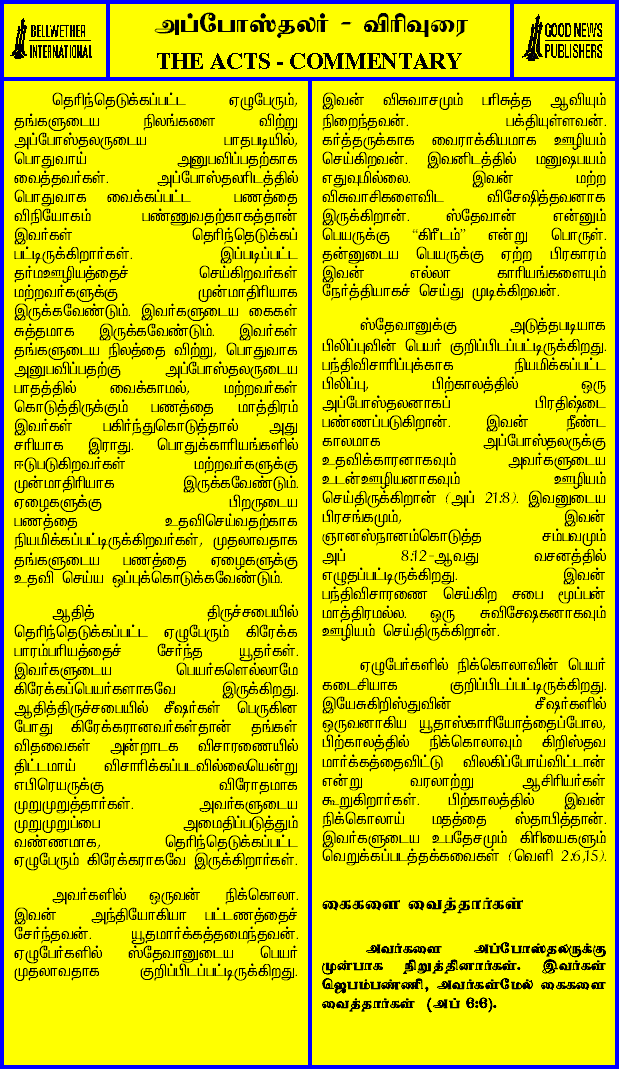 BELLWETHER
INTERNATIONAL
அப்போஸ்தலர் - விரிவுரை
THE ACTS - COMMENTARY
GOOD NEWS
PUBLISHERS
தெரிந்தெடுக்கப்பட்ட ஏழுபேரும்,
தங்களுடைய நிலங்களை விற்று
அப்போஸ்தலருடைய பாதபடியில்,
பொதுவாய் அனுபவிப்பதற்காக
வைத்தவர்கள். அப்போஸ்தலரிடத்தில்
பொதுவாக வைக்கப்பட்ட பணத்தை
விநியோகம் பண்ணுவதற்காகத்தான்
இவர்கள் தெரிந்தெடுக்கப்
பட்டிருக்கிறார்கள். இப்படிப்பட்ட
தர்மஊழியத்தைச் செய்கிறவர்கள்
மற்றவர்களுக்கு முன்மாதிரியாக
இருக்கவேண்டும். இவர்களுடைய கைகள்
சுத்தமாக இருக்கவேண்டும். இவர்கள்
தங்களுடைய நிலத்தை விற்று, பொதுவாக
அனுபவிப்பதற்கு அப்போஸ்தலருடைய
பாதத்தில் வைக்காமல், மற்றவர்கள்
கொடுத்திருக்கும் பணத்தை மாத்திரம்
இவர்கள் பகிர்ந்துகொடுத்தால் அது
சரியாக இராது. பொதுக்காரியங்களில்
ஈடுபடுகிறவர்கள் மற்றவர்களுக்கு
முன்மாதிரியாக இருக்கவேண்டும்.
ஏழைகளுக்கு பிறருடைய
பணத்தை உதவிசெய்வதற்காக
நியமிக்கப்பட்டிருக்கிறவர்கள், முதலாவதாக
தங்களுடைய பணத்தை ஏழைகளுக்கு
உதவி செய்ய ஒப்புக்கொடுக்கவேண்டும்.
ஆதித் திருச்சபையில்
தெரிந்தெடுக்கப்பட்ட ஏழுபேரும் கிரேக்க
பாரம்பரியத்தைச் சேர்ந்த யூதர்கள்.
இவர்களுடைய பெயர்களெல்லாமே
கிரேக்கப்பெயர்களாகவே இருக்கிறது.
ஆதித்திருச்சபையில் சீஷர்கள் பெருகின
போது கிரேக்கரானவர்கள்தான் தங்கள்
விதவைகள் அன்றாடக விசாரணையில்
திட்டமாய் விசாரிக்கப்படவில்லையென்று
எபிரெயருக்கு விரோதமாக
முறுமுறுத்தார்கள். அவர்களுடைய
முறுமுறுப்பை அமைதிப்படுத்தும்
வண்ணமாக, தெரிந்தெடுக்கப்பட்ட
ஏழுபேரும் கிரேக்கராகவே இருக்கிறார்கள்.
அவர்களில் ஒருவன் நிக்கொலா.
இவன் அந்தியோகியா பட்டணத்தைச்
சேர்ந்தவன். யூதமார்க்கத்தமைந்தவன்.
ஏழுபேர்களில் ஸ்தேவானுடைய பெயர்
முதலாவதாக குறிப்பிடப்பட்டிருக்கிறது.
இவன் விசுவாசமும் பரிசுத்த ஆவியும்
நிறைந்தவன். பக்தியுள்ளவன்.
கர்த்தருக்காக வைராக்கியமாக ஊழியம்
செய்கிறவன். இவனிடத்தில் மனுஷபயம்
எதுவுமில்லை. இவன் மற்ற
விசுவாசிகளைவிட விசேஷித்தவனாக
இருக்கிறான். ஸ்தேவான் என்னும்
பெயருக்கு “கிரீடம்” என்று பொருள்.
தன்னுடைய பெயருக்கு ஏற்ற பிரகாரம்
இவன் எல்லா காரியங்களையும்
நேர்த்தியாகச் செய்து முடிக்கிறவன்.
ஸ்தேவானுக்கு அடுத்தபடியாக
பிலிப்புவின் பெயர் குறிப்பிடப்பட்டிருக்கிறது.
பந்திவிசாரிப்புக்காக நியமிக்கப்பட்ட
பிலிப்பு, பிற்காலத்தில் ஒரு
அப்போஸ்தலனாகப் பிரதிஷ்டை
பண்ணப்படுகிறான். இவன் நீண்ட
காலமாக அப்போஸ்தலருக்கு
உதவிக்காரனாகவும் அவர்களுடைய
உடன்ஊழியனாகவும் ஊழியம்
செய்திருக்கிறான் (அப் 21:8). இவனுடைய
பிரசங்கமும், இவன்
ஞானஸ்நானம்கொடுத்த சம்பவமும்
அப் 8:12-ஆவது வசனத்தில்
எழுதப்பட்டிருக்கிறது. இவன்
பந்திவிசாரணை செய்கிற சபை மூப்பன்
மாத்திரமல்ல. ஒரு சுவிசேஷகனாகவும்
ஊழியம் செய்திருக்கிறான்.
ஏழுபேர்களில் நிக்கொலாவின் பெயர்
கடைசியாக குறிப்பிடப்பட்டிருக்கிறது.
இயேசுகிறிஸ்துவின் சீஷர்களில்
ஒருவனாகிய யூதாஸ்காரியோத்தைப்போல,
பிற்காலத்தில் நிக்கொலாவும் கிறிஸ்தவ
மார்க்கத்தைவிட்டு விலகிப்போய்விட்டான்
என்று வரலாற்று ஆசிரியர்கள்
கூறுகிறார்கள். பிற்காலத்தில் இவன்
நிக்கொலாய் மதத்தை ஸ்தாபித்தான்.
இவர்களுடைய உபதேசமும் கிரியைகளும்
வெறுக்கப்படத்தக்கவைகள் (வெளி 2:6,15).
கைகளை வைத்தார்கள்
அவர்களை அப்போஸ்தலருக்கு
முன்பாக நிறுத்தினார்கள். இவர்கள்
ஜெபம்பண்ணி, அவர்கள்மேல் கைகளை
வைத்தார்கள் (அப் 6:6).